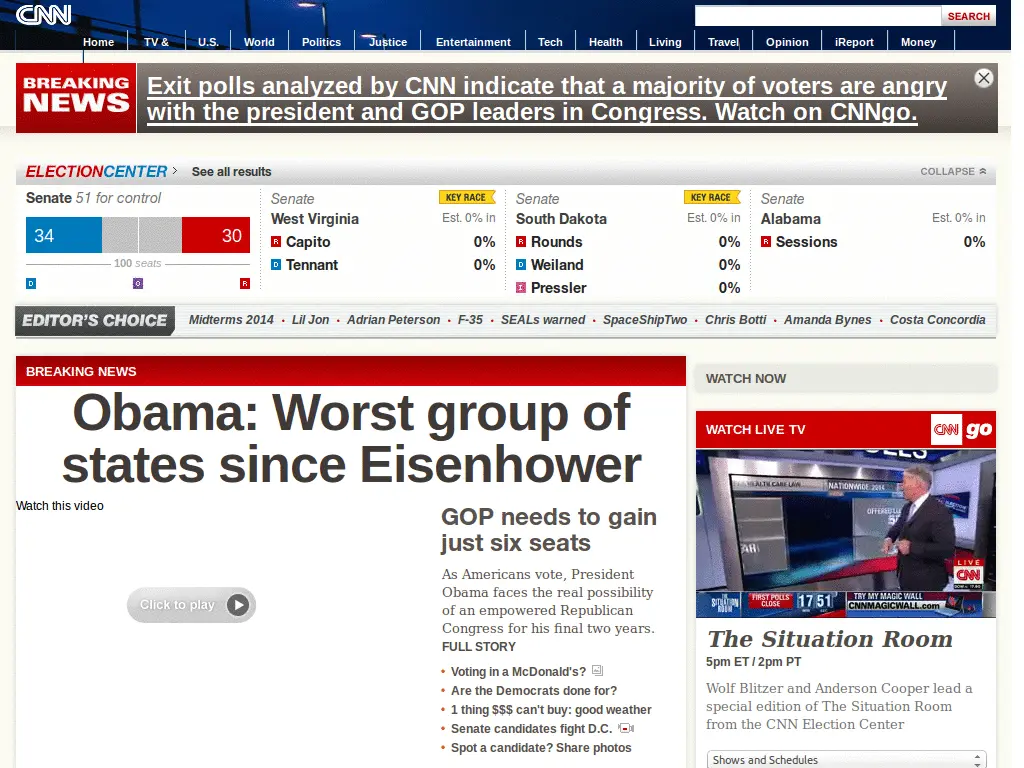 CNN
SEARCH
Home TV & U.S. World Politics Justice Entertainment Tech Health Living Travel Opinion iReport Money
BREAKING NEWS
Exit polls analyzed by CNN indicate that a majority of voters are angry
with the president and GOP leaders in Congress. Watch on CNNgo.
ELECTIONCENTER See all results
COLLAPSE
Senate 51 for control
34 30
100 seats
D O R
Senate KEY RACE
West Virginia Est. 0% in
R Capito 0%
D Tennant 0%
Senate KEY RACE
South Dakota Est. 0% in
R Rounds 0%
D Weiland 0%
I Pressler 0%
Senate
Alabama Est. 0% in
R Sessions 0%
EDITOR'S CHOICE Midterms 2014 • Lil Jon • Adrian Peterson • F-35 • SEALs warned • SpaceShipTwo • Chris Botti • Amanda Bynes • Costa Concordia
BREAKING NEWS
Obama: Worst group of
states since Eisenhower
Watch this video
Click to play
GOP needs to gain
just six seats
As Americans vote, President
Obama faces the real possibility
of an empowered Republican
Congress for his final two years.
FULL STORY
• Voting in a McDonald's?
• Are the Democrats done for?
• 1 thing $$$ can't buy: good weather
• Senate candidates fight D.C.
• Spot a candidate? Share photos
WATCH NOW
WATCH LIVE TV CNN go
HEALTH CARE LAW
NATIONWIDE 2014
LIVE
CNN
THE SITUATION ROOM
FIRST POLLS CLOSE
17 51
TRY MY MAGIC WALL
CNNMAGICWALL.com
The Situation Room
5pm ET / 2pm PT
Wolf Blitzer and Anderson Cooper lead a
special edition of The Situation Room
from the CNN Election Center
Shows and Schedules